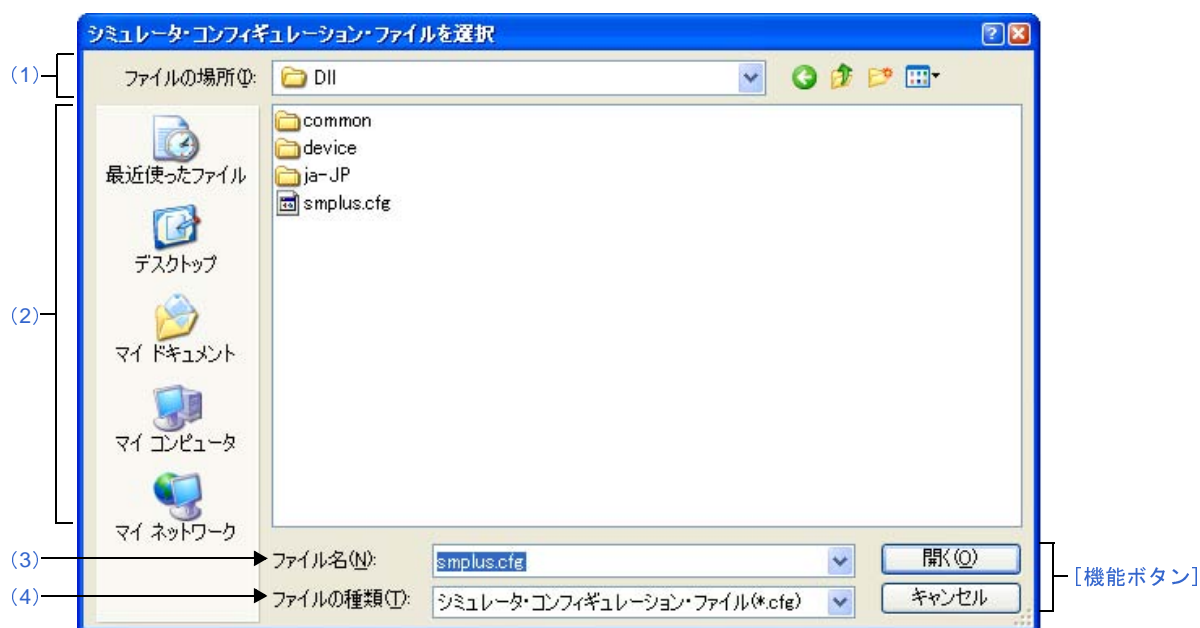 シミュレータ・コンフィギュレーション・ファイルを選択
(1)
ファイルの場所(I):
Dll
(2)
最近使ったファイル
デスクトップ
マイ ドキュメント
マイ コンピュータ
マイ ネットワーク
common
device
ja-JP
smplus.cfg
(3)
ファイル名(N):
smplus.cfg
開く(O)
(4)
ファイルの種類(T):
シミュレータ・コンフィギュレーション・ファイル(*.cfg)
キャンセル
[機能ボタン]